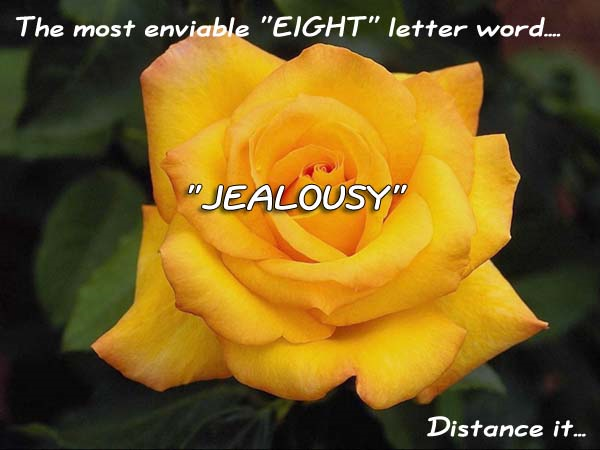 The most enviable "EIGHT" letter word....
"JEALOUSY"
Distance it...